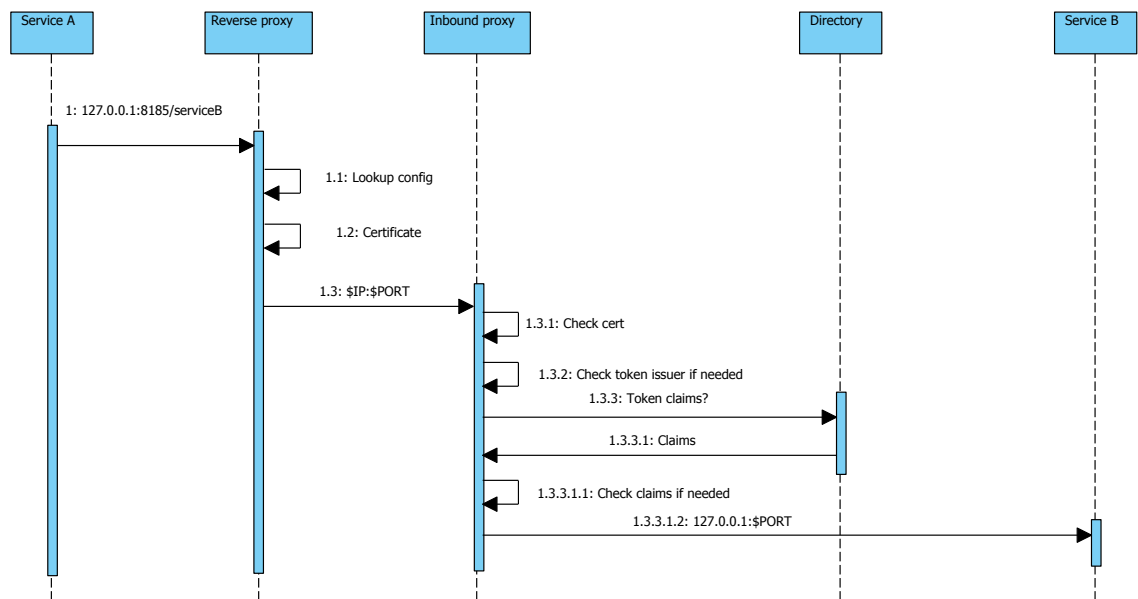 Service A
Reverse proxy
Inbound proxy
Directory
Service B
1: 127.0.0.1:8185/serviceB
1.1: Lookup config
1.2: Certificate
1.3: $IP:$PORT
1.3.1: Check cert
1.3.2: Check token issuer if needed
1.3.3: Token claims?
1.3.3.1: Claims
1.3.3.1.1: Check claims if needed
1.3.3.1.2: 127.0.0.1:$PORT